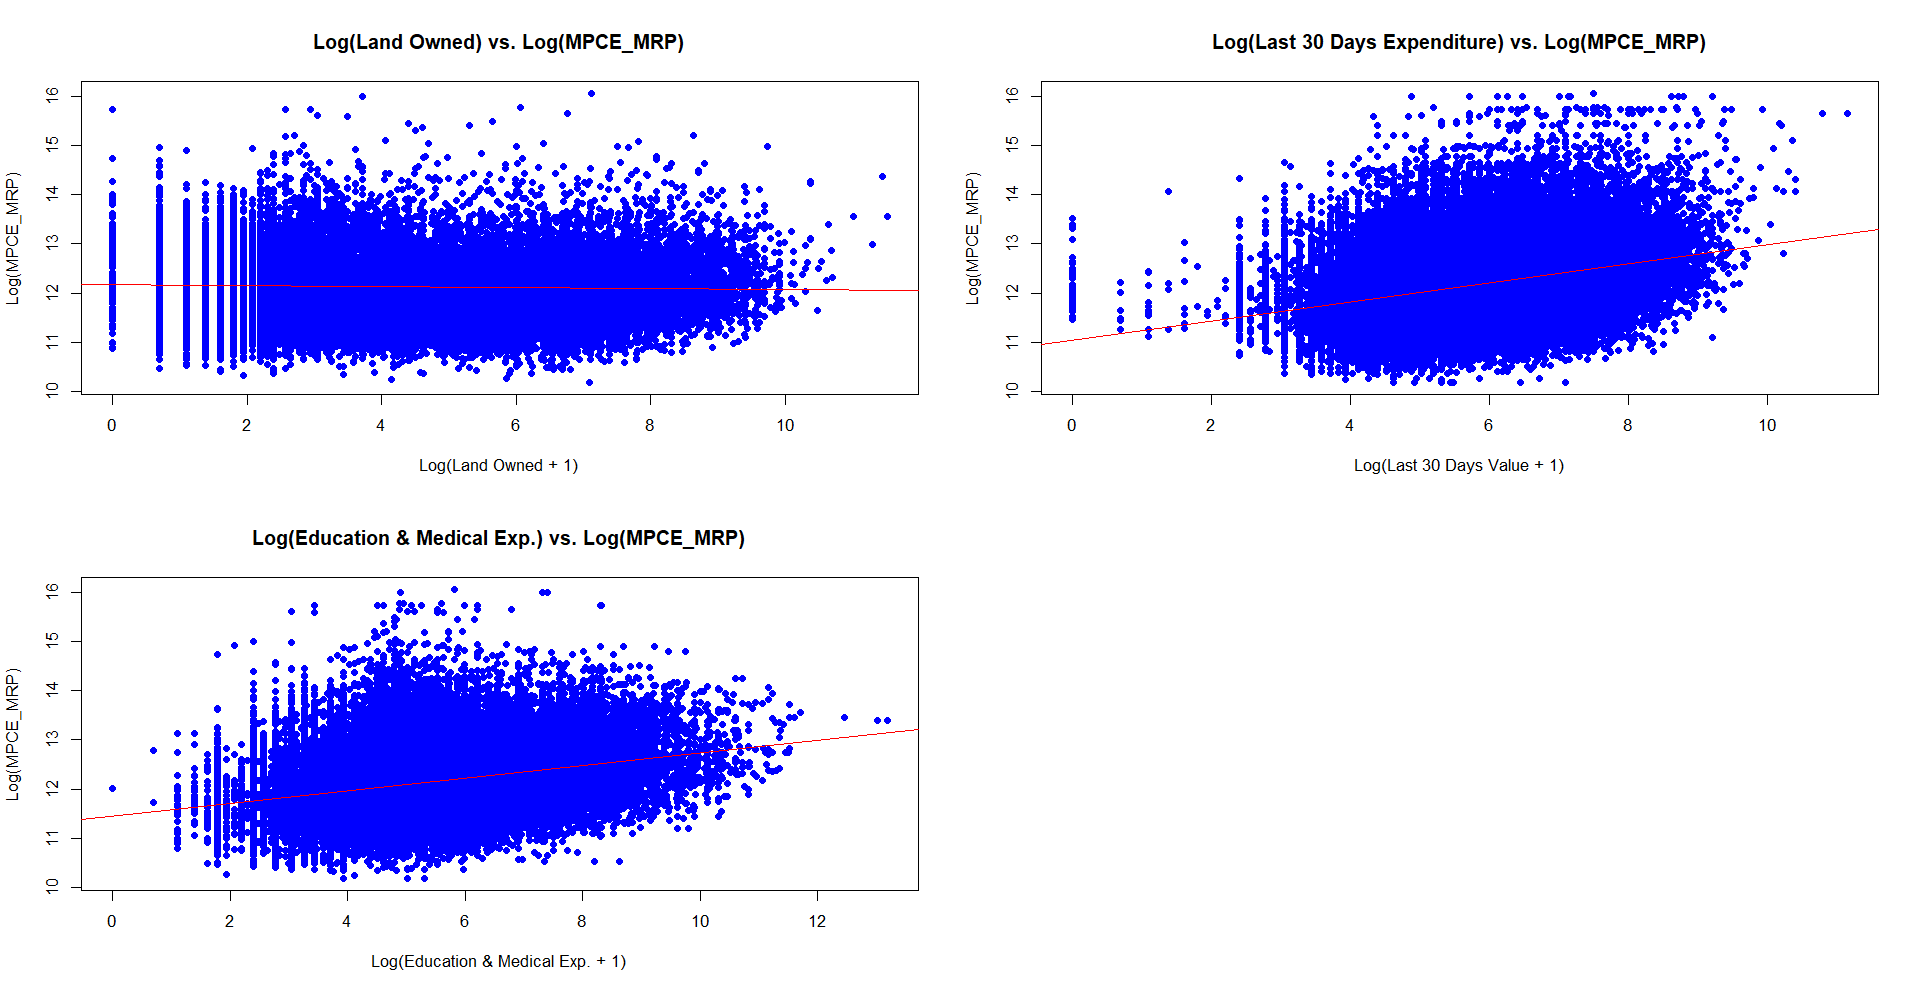 Log(Land Owned) vs. Log(MPCE_MRP)
Log(MPCE_MRP)
16
15
14
13
12
11
10
0 2 4 6 8 10
Log(Land Owned + 1)
Log(Last 30 Days Expenditure) vs. Log(MPCE_MRP)
Log(MPCE_MRP)
16
15
14
13
12
11
10
0 2 4 6 8 10
Log(Last 30 Days Value + 1)
Log(Education & Medical Exp.) vs. Log(MPCE_MRP)
Log(MPCE_MRP)
16
15
14
13
12
11
10
0 2 4 6 8 10 12
Log(Education & Medical Exp. + 1)